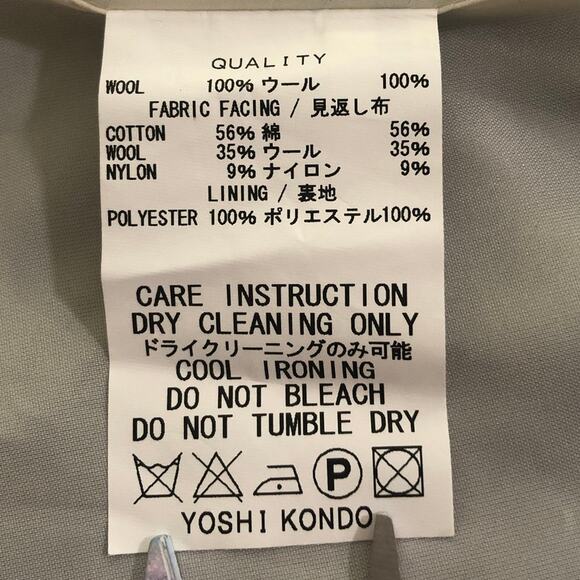 QUALITY
WOOL 100% ウール 100%
FABRIC FACING / 見返し布
COTTON 56% 綿 56%
WOOL 35% ウール 35%
NYLON 9% ナイロン 9%
LINING / 裏地
POLYESTER 100% ポリエステル100%
CARE INSTRUCTION
DRY CLEANING ONLY
ドライクリーニングのみ可能
COOL IRONING
DO NOT BLEACH
DO NOT TUMBLE DRY
P
YOSHI KONDO